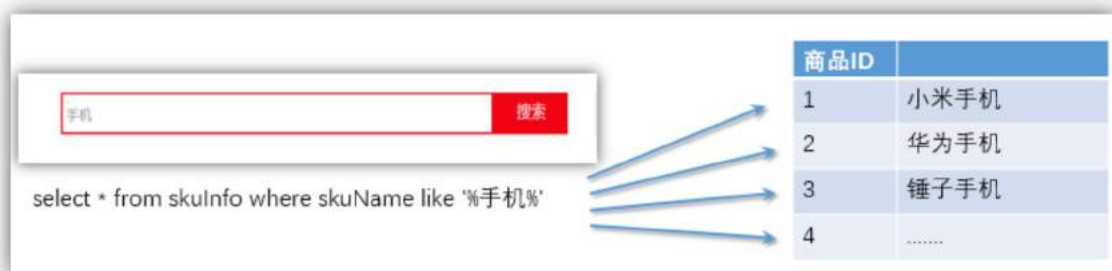 手机
搜索
select * from skuInfo where skuName like '%手机%'
商品ID
1 小米手机
2 华为手机
3 锤子手机
4 .......